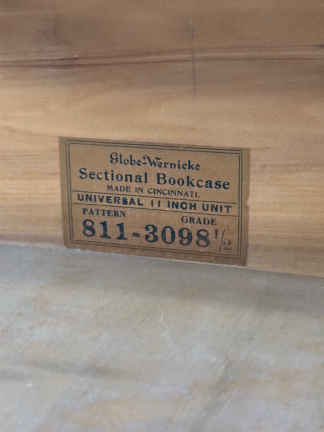 Globe-Wernicke
Sectional Bookcase
MADE IN CINCINNATI,
UNIVERSAL 11 INCH UNIT
PATTERN GRADE
811-3098 1/2